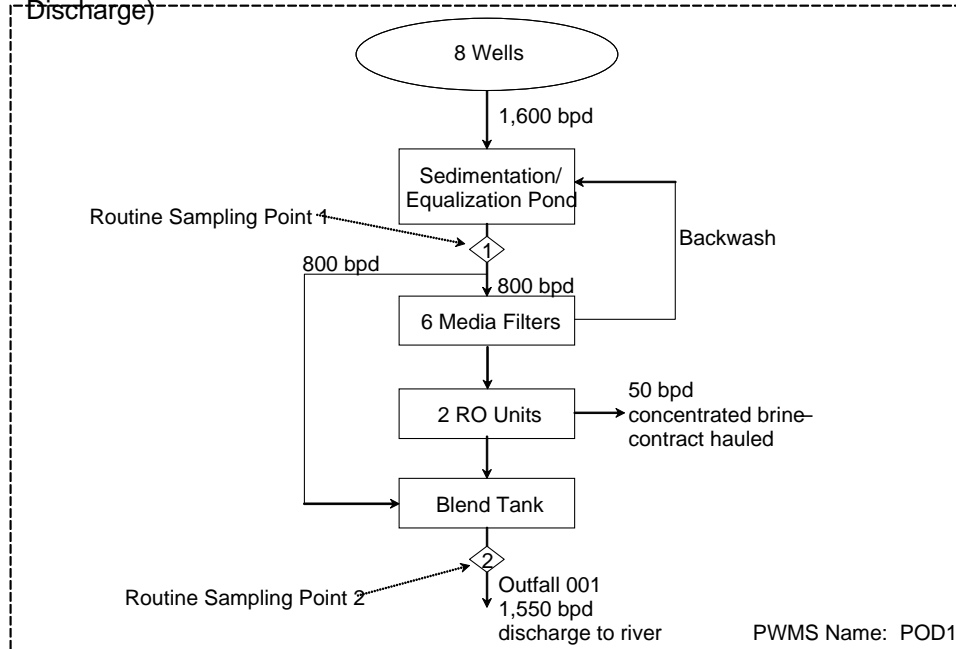 Discharge)
8 Wells
1,600 bpd
Sedimentation/
Equalization Pond
Routine Sampling Point 1
1
Backwash
800 bpd
800 bpd
6 Media Filters
2 RO Units
50 bpd
concentrated brine–
contract hauled
Blend Tank
2
Routine Sampling Point 2
Outfall 001
1,550 bpd
discharge to river
PWMS Name: POD1